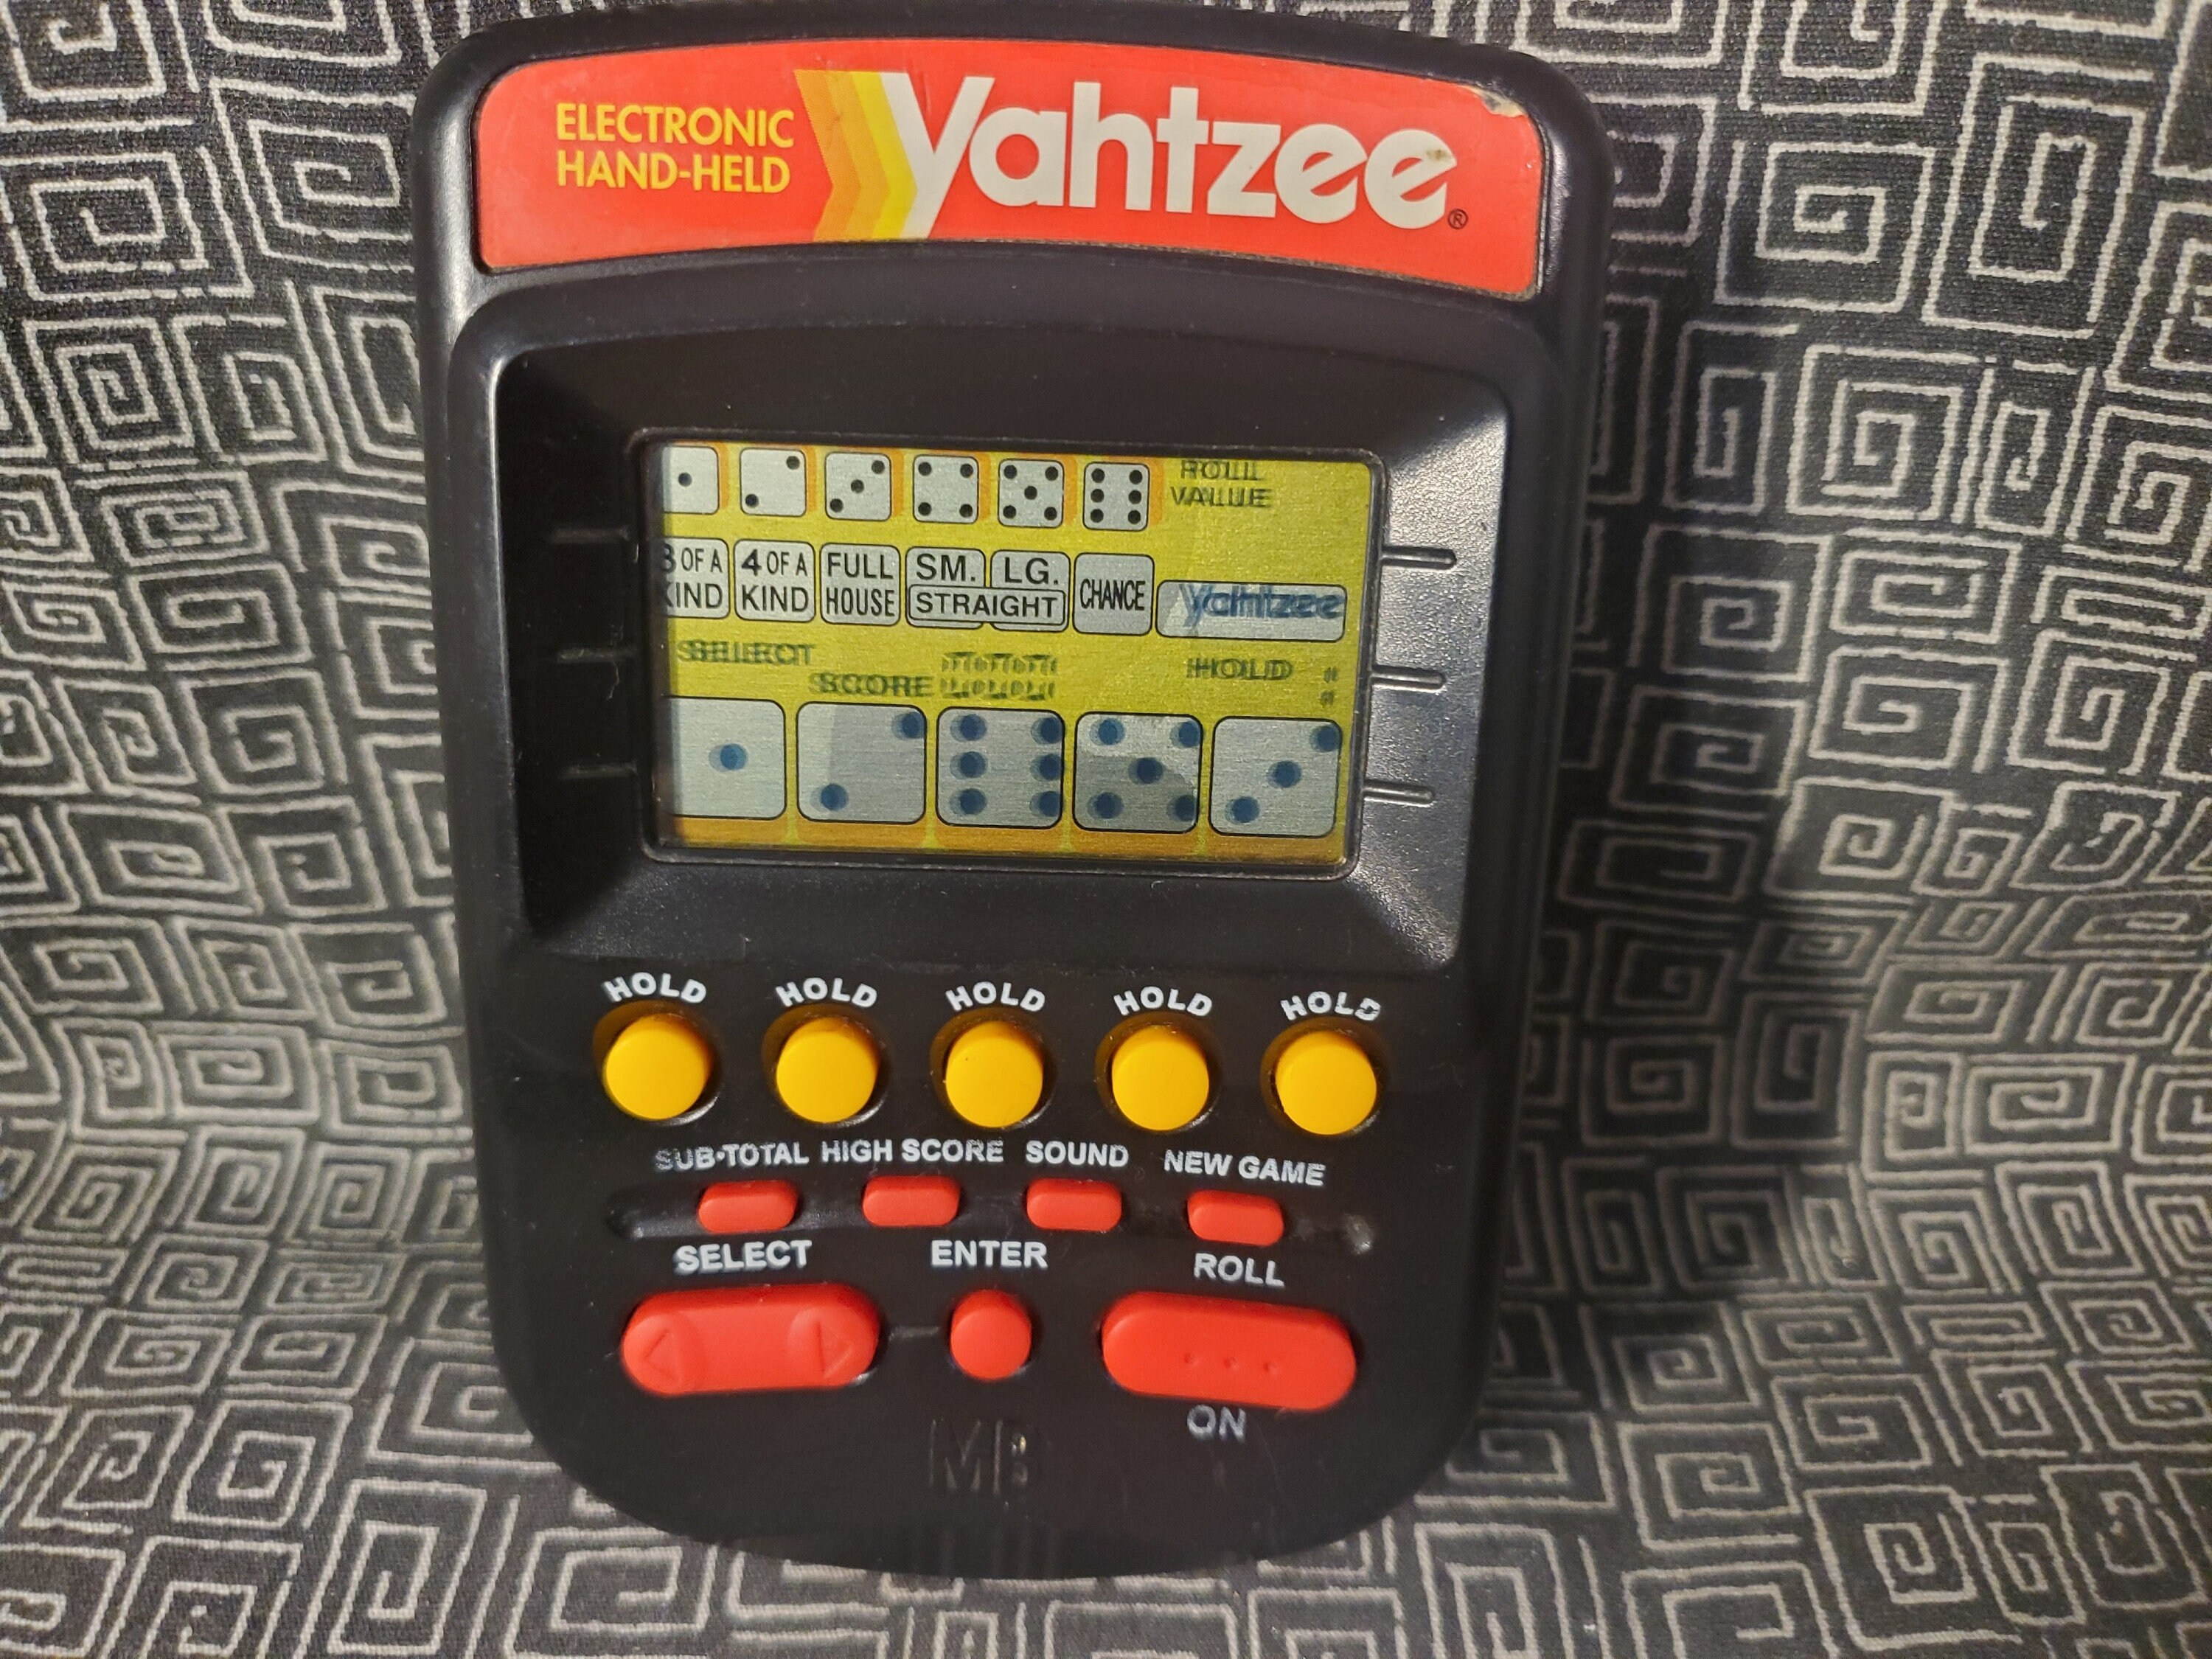 ELECTRONIC
HAND-HELD
Yahtzee®
ROLL
VALUE
3 OF A
KIND
4 OF A
KIND
FULL
HOUSE
SM.
LG.
STRAIGHT
CHANCE
Yahtzee
SELECT
SCORE
HOLD
HOLD
HOLD
HOLD
HOLD
HOLD
SUB•TOTAL HIGH SCORE SOUND NEW GAME
SELECT ENTER ROLL
ON
MB